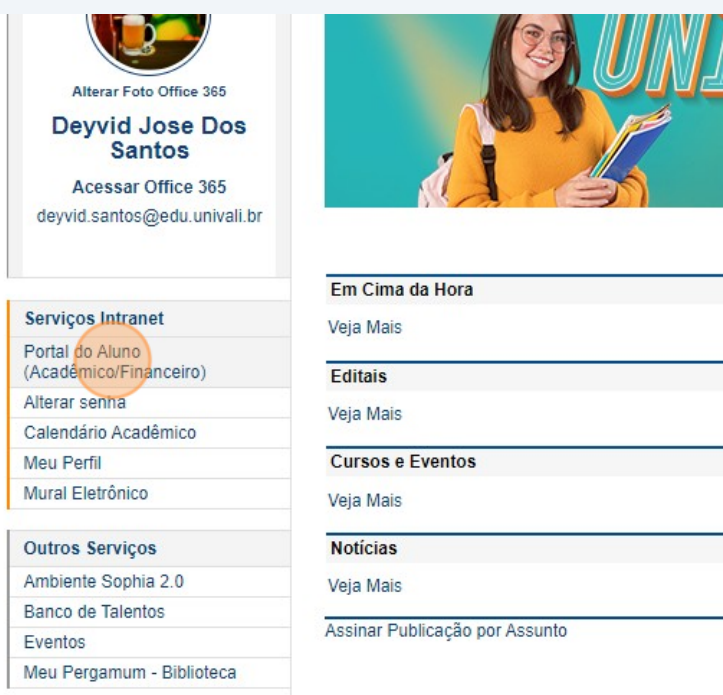 Alterar Foto Office 365
Deyvid Jose Dos
Santos
Acessar Office 365
deyvid.santos@edu.univali.br
Serviços Intranet
Portal do Aluno
(Acadêmico/Financeiro)
Alterar senha
Calendário Acadêmico
Meu Perfil
Mural Eletrônico
Outros Serviços
Ambiente Sophia 2.0
Banco de Talentos
Eventos
Meu Pergamum - Biblioteca
UNI
Em Cima da Hora
Veja Mais
Editais
Veja Mais
Cursos e Eventos
Veja Mais
Notícias
Veja Mais
Assinar Publicação por Assunto